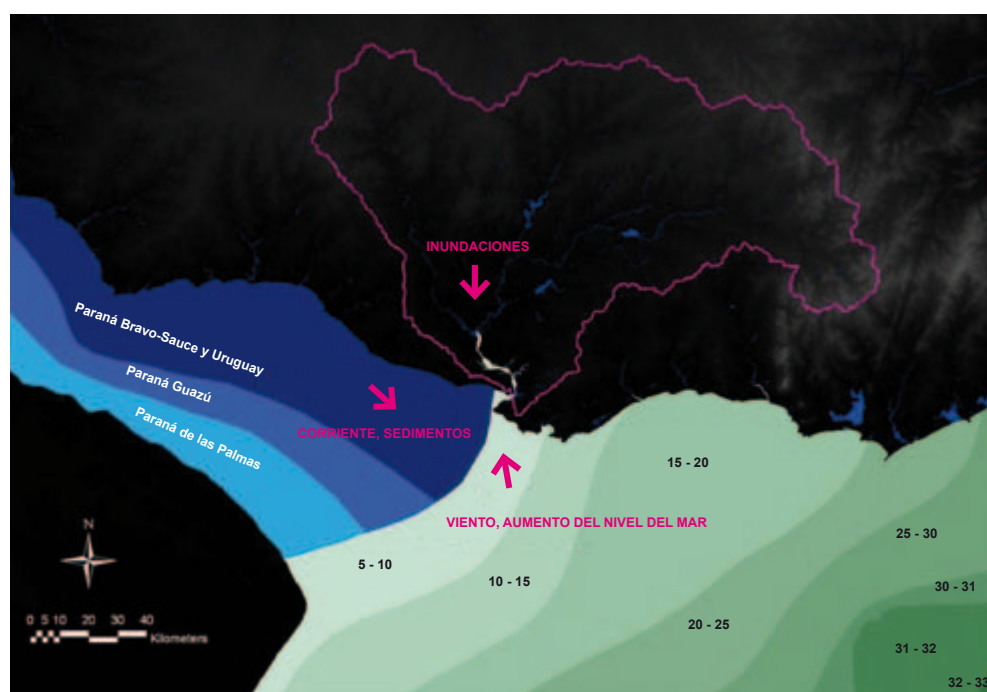 INUNDACIONES
Paraná Bravo-Sauce y Uruguay
Paraná Guazú
Paraná de las Palmas
CORRIENTE, SEDIMENTOS
15 - 20
VIENTO, AUMENTO DEL NIVEL DEL MAR
N
25 - 30
5 - 10
10 - 15
30 - 31
0 5 10 20 30 40
Kilometers
20 - 25
31 - 32
32 - 33